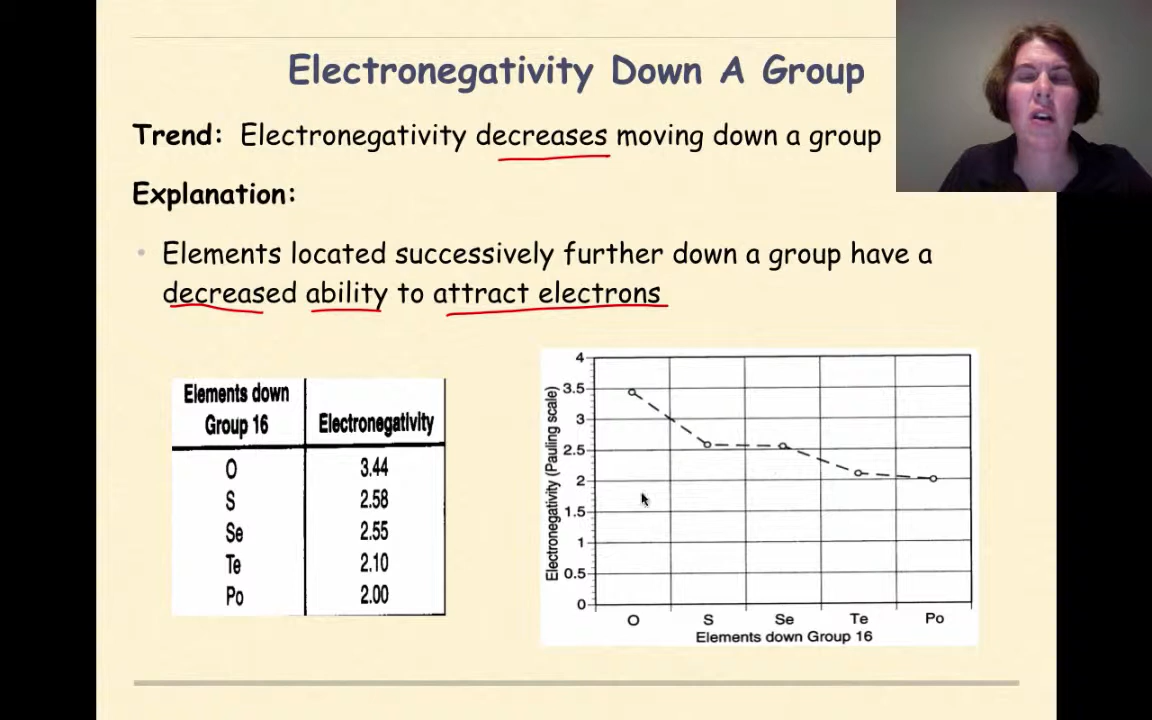 Electronegativity Down A Group
Trend: Electronegativity decreases moving down a group
Explanation:
• Elements located successively further down a group have a
decreased ability to attract electrons
Elements down
Group 16
Electronegativity
O 3.44
S 2.58
Se 2.55
Te 2.10
Po 2.00
Electronegativity (Pauling scale)
4
3.5
3
2.5
2
1.5
1
0.5
0
O S Se Te Po
Elements down Group 16